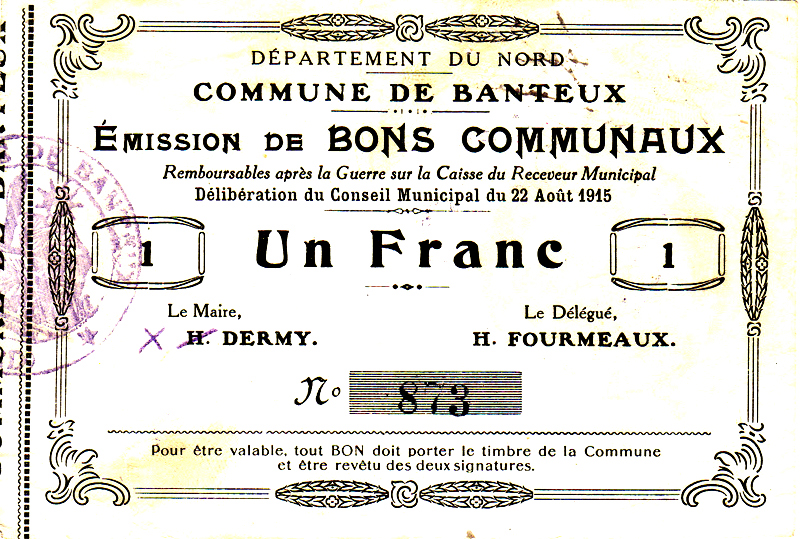 DÉPARTEMENT DU NORD
COMMUNE DE BANTEUX
ÉMISSION DE BONS COMMUNAUX
Remboursables après la Guerre sur la Caisse du Receveur Municipal
Délibération du Conseil Municipal du 22 Août 1915
1 Un Franc 1
Le Maire,
H. DERMY.
Le Délégué,
H. FOURMEAUX.
No 873
Pour être valable, tout BON doit porter le timbre de la Commune
et être revêtu des deux signatures.